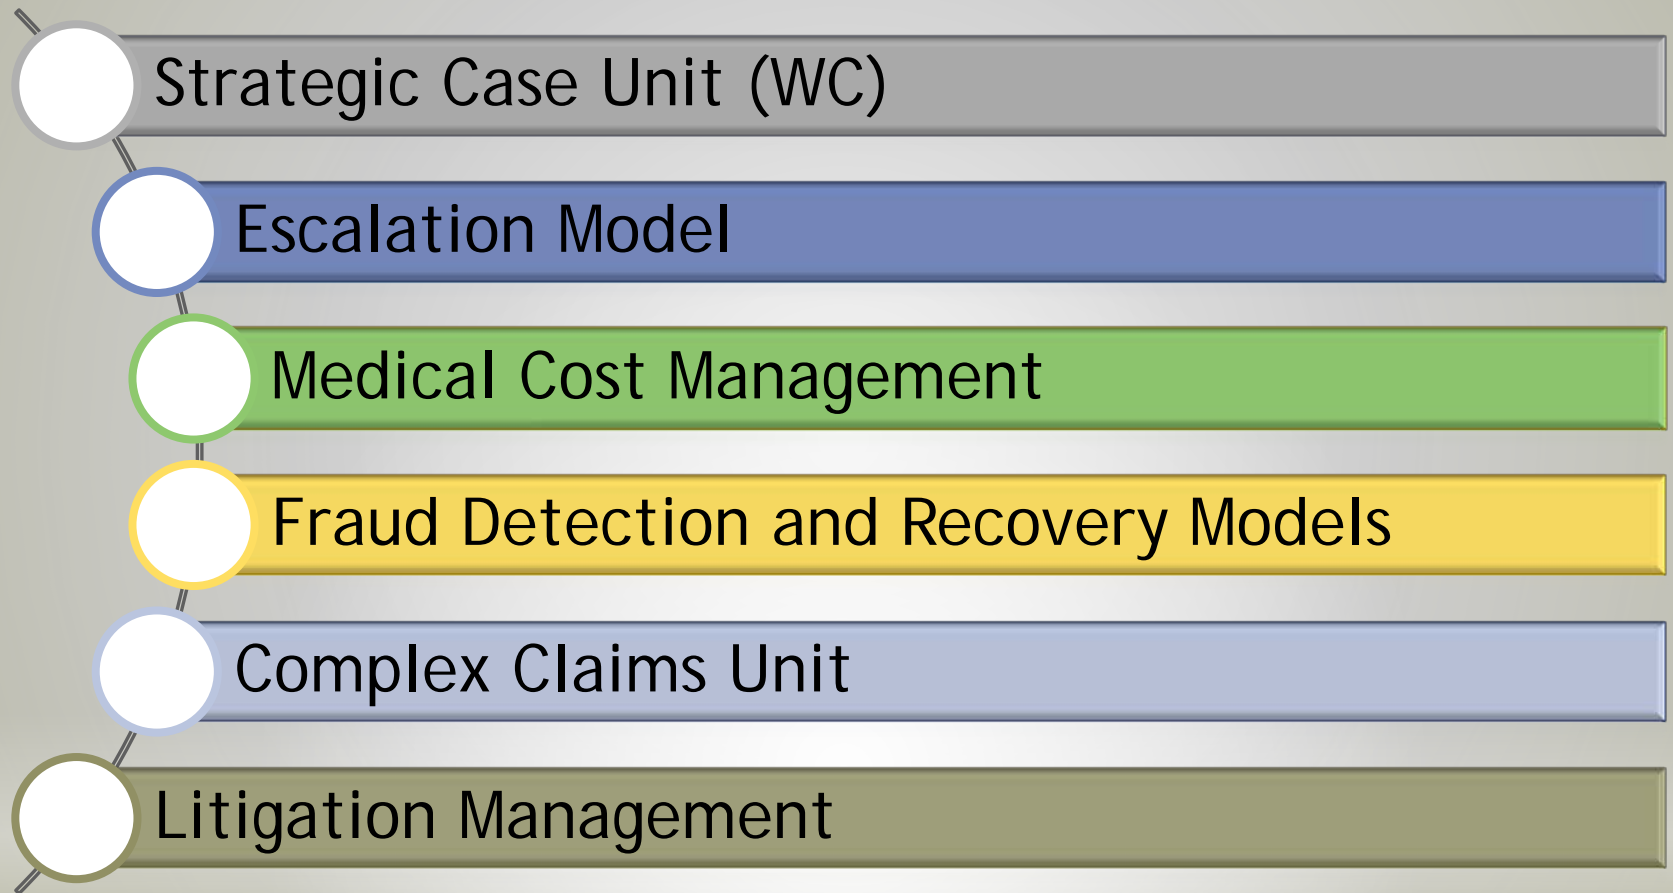 Strategic Case Unit (WC)
Escalation Model
Medical Cost Management
Fraud Detection and Recovery Models
Complex Claims Unit
Litigation Management